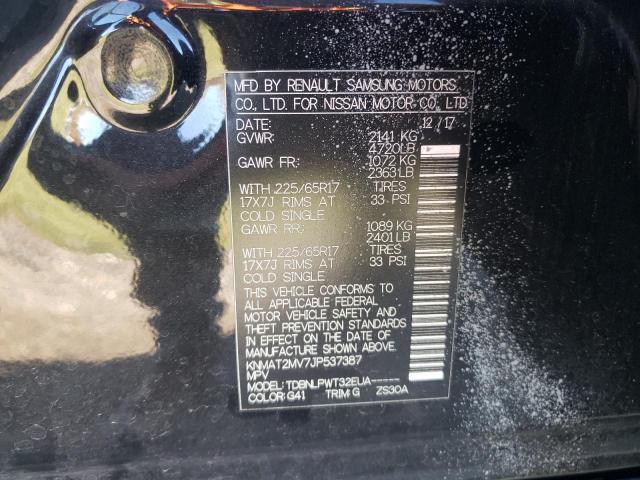 MFD BY RENAULT SAMSUNG MOTORS
CO. LTD. FOR NISSAN MOTOR CO. LTD
DATE: 12/17
GVWR: 2141 KG
4720LB
GAWR FR: 1072 KG
2363LB
WITH 225/65R17 TIRES
17X7J RIMS AT 33 PSI
COLD SINGLE
GAWR RR: 1089 KG
2401LB
WITH 225/65R17 TIRES
17X7J RIMS AT 33 PSI
COLD SINGLE
THIS VEHICLE CONFORMS TO
ALL APPLICABLE FEDERAL
MOTOR VEHICLE SAFETY AND
THEFT PREVENTION STANDARDS
IN EFFECT ON THE DATE OF
MANUFACTURE SHOWN ABOVE.
KNMAT2MV7JP537387
MPV
MODEL: TDBNLPWT32EUA-----
COLOR: G41 TRIM: G ZS30A